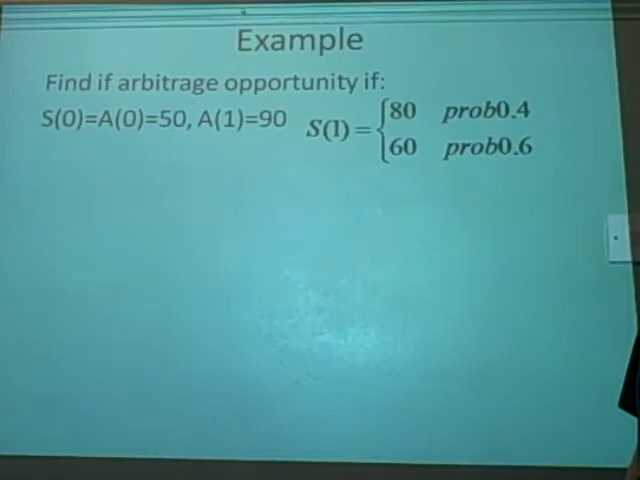 Example
Find if arbitrage opportunity if:
S(0)=A(0)=50, A(1)=90 S(1)= { 80 prob0.4
60 prob0.6